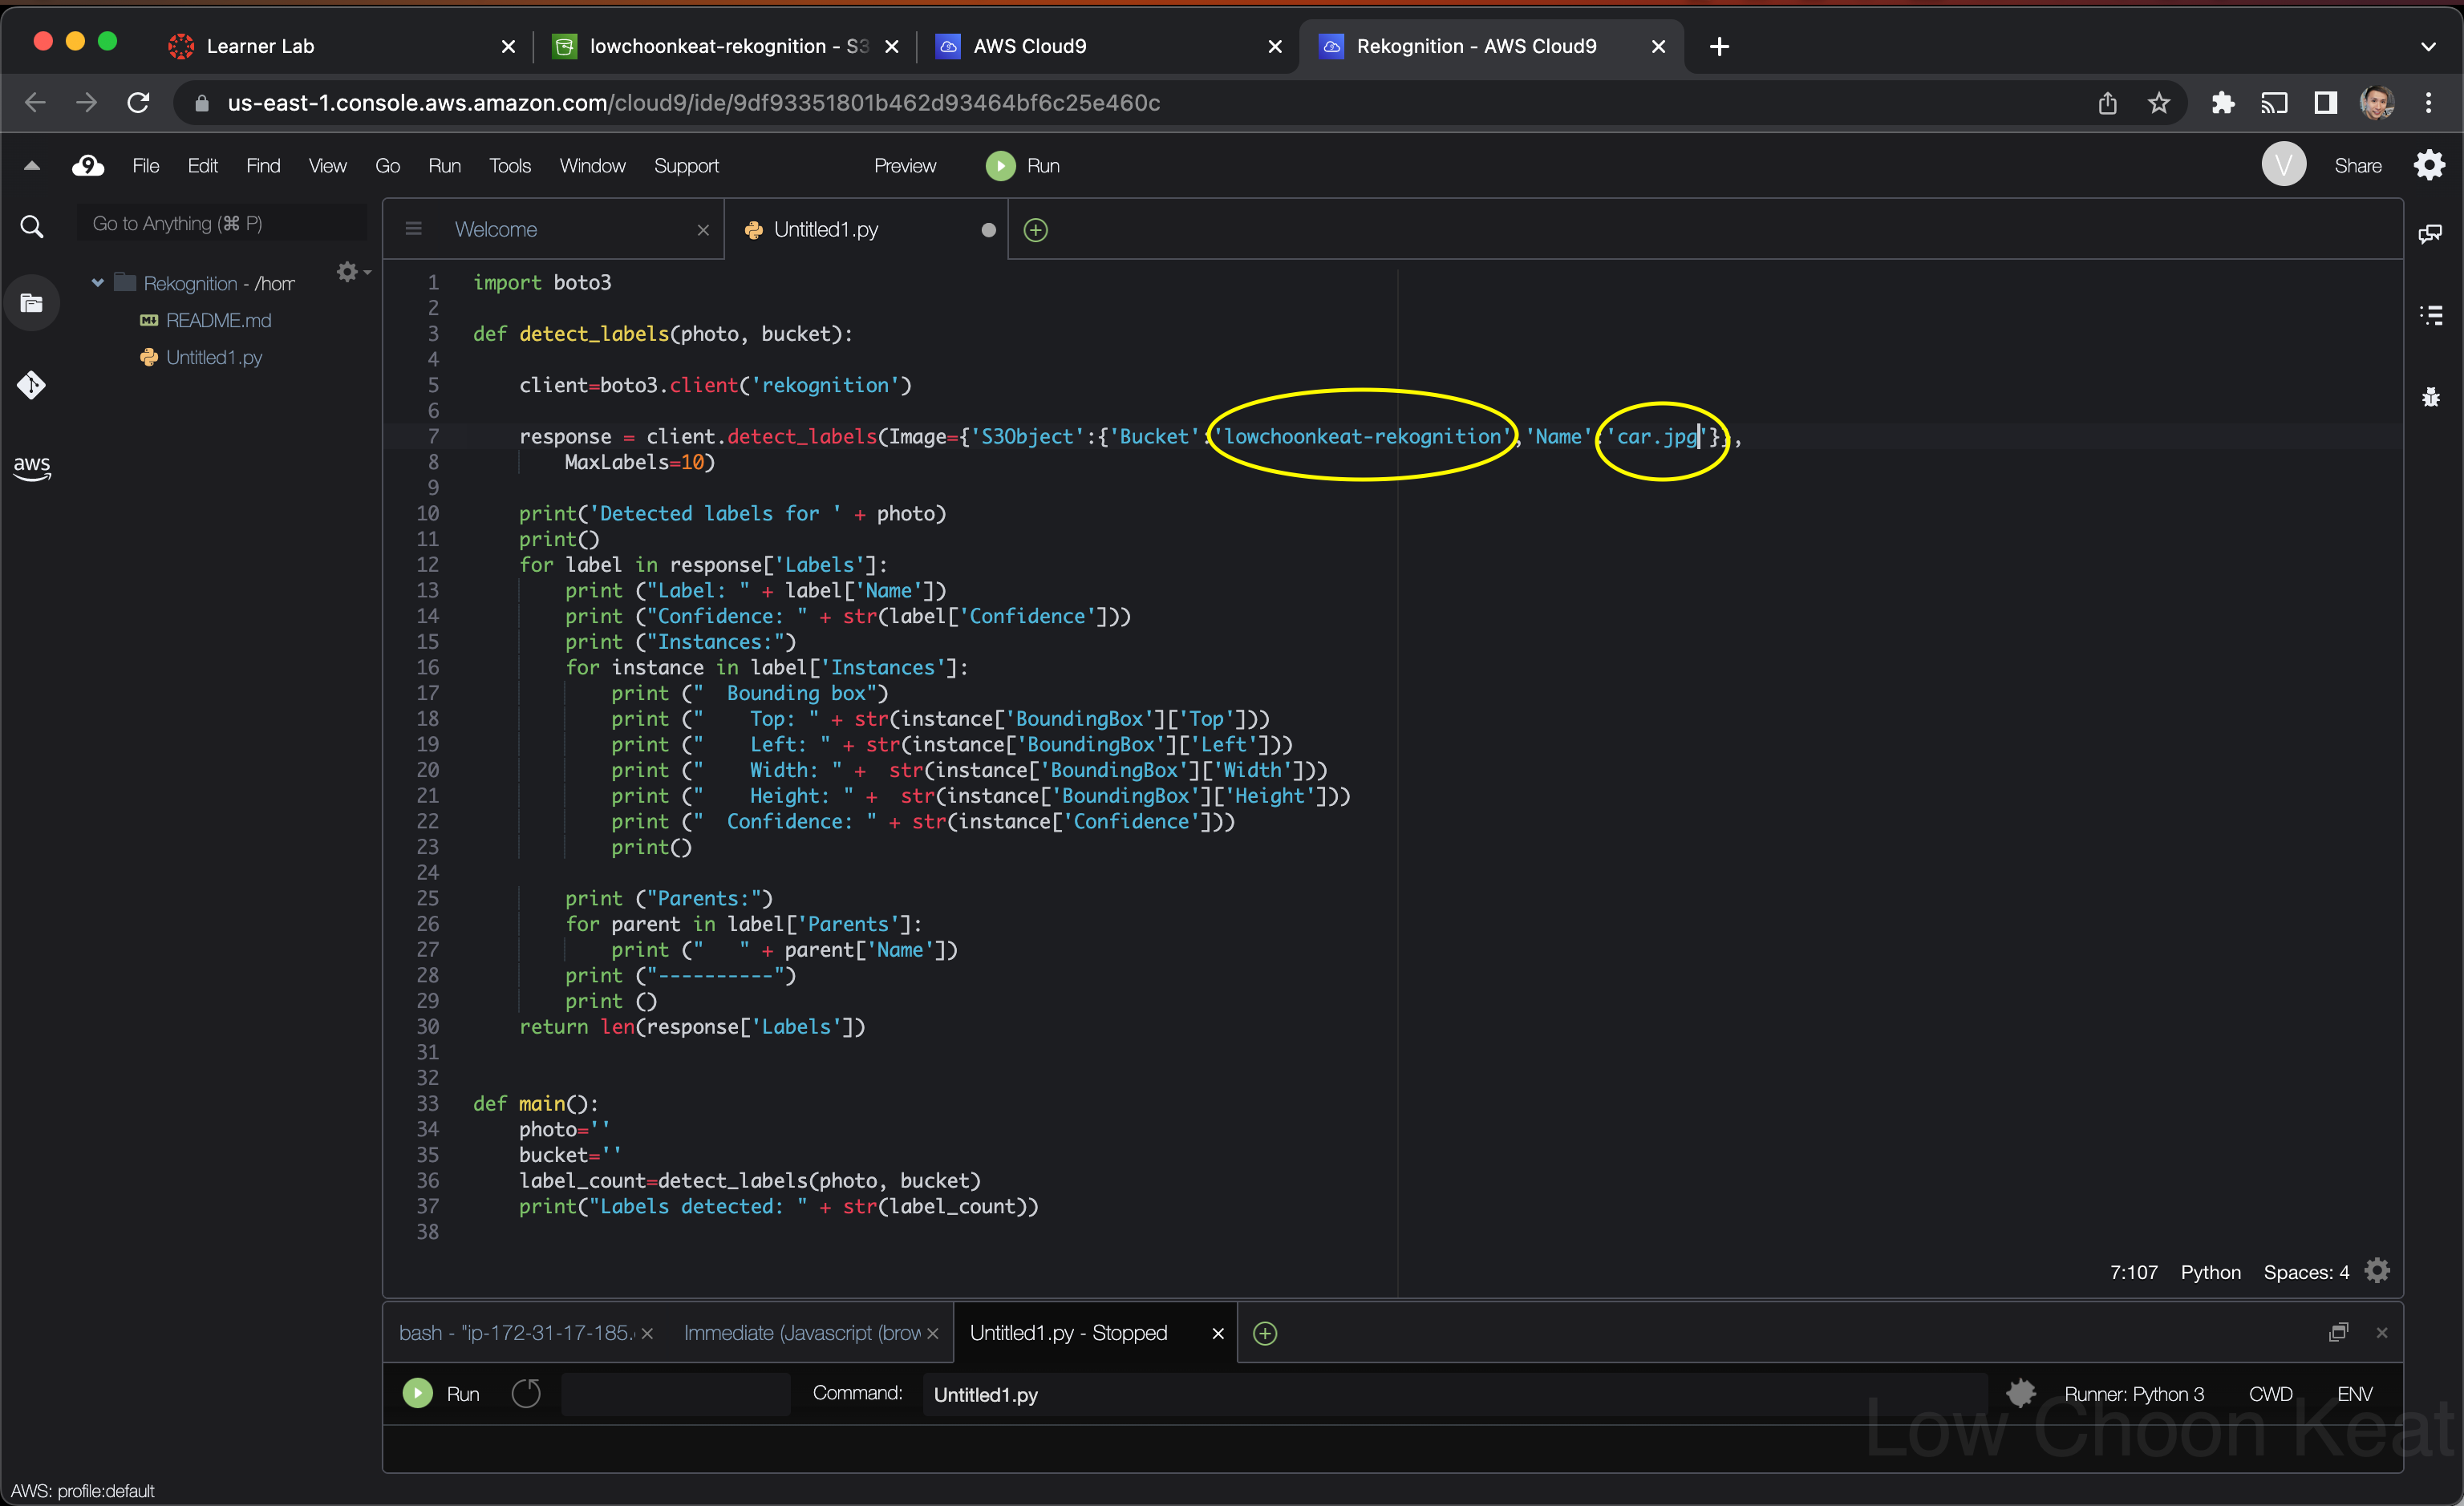 Learner Lab
lowchoonkeat-rekognition - S3
AWS Cloud9
Rekognition - AWS Cloud9
us-east-1.console.aws.amazon.com/cloud9/ide/9df93351801b462d93464bf6c25e460c
9 File Edit Find View Go Run Tools Window Support Preview Run V Share
Go to Anything (⌘ P)
Rekognition - /hom
README.md
Untitled1.py
aws
Welcome
Untitled1.py
1 import boto3
2
3 def detect_labels(photo, bucket):
4
5     client=boto3.client('rekognition')
6
7     response = client.detect_labels(Image={'S3Object':{'Bucket':'lowchoonkeat-rekognition','Name':'car.jpg'}},
8         MaxLabels=10)
9
10     print('Detected labels for ' + photo)
11     print()
12     for label in response['Labels']:
13         print ("Label: " + label['Name'])
14         print ("Confidence: " + str(label['Confidence']))
15         print ("Instances:")
16         for instance in label['Instances']:
17             print ("  Bounding box")
18             print ("    Top: " + str(instance['BoundingBox']['Top']))
19             print ("    Left: " + str(instance['BoundingBox']['Left']))
20             print ("    Width: " +  str(instance['BoundingBox']['Width']))
21             print ("    Height: " +  str(instance['BoundingBox']['Height']))
22             print ("  Confidence: " + str(instance['Confidence']))
23             print()
24
25         print ("Parents:")
26         for parent in label['Parents']:
27             print ("   " + parent['Name'])
28         print ("----------")
29         print ()
30     return len(response['Labels'])
31
32
33 def main():
34     photo=''
35     bucket=''
36     label_count=detect_labels(photo, bucket)
37     print("Labels detected: " + str(label_count))
38
7:107 Python Spaces: 4
bash - "ip-172-31-17-185.
Immediate (Javascript (brow
Untitled1.py - Stopped
Run Command: Untitled1.py Runner: Python 3 CWD ENV
Low Choon Keat
AWS: profile:default